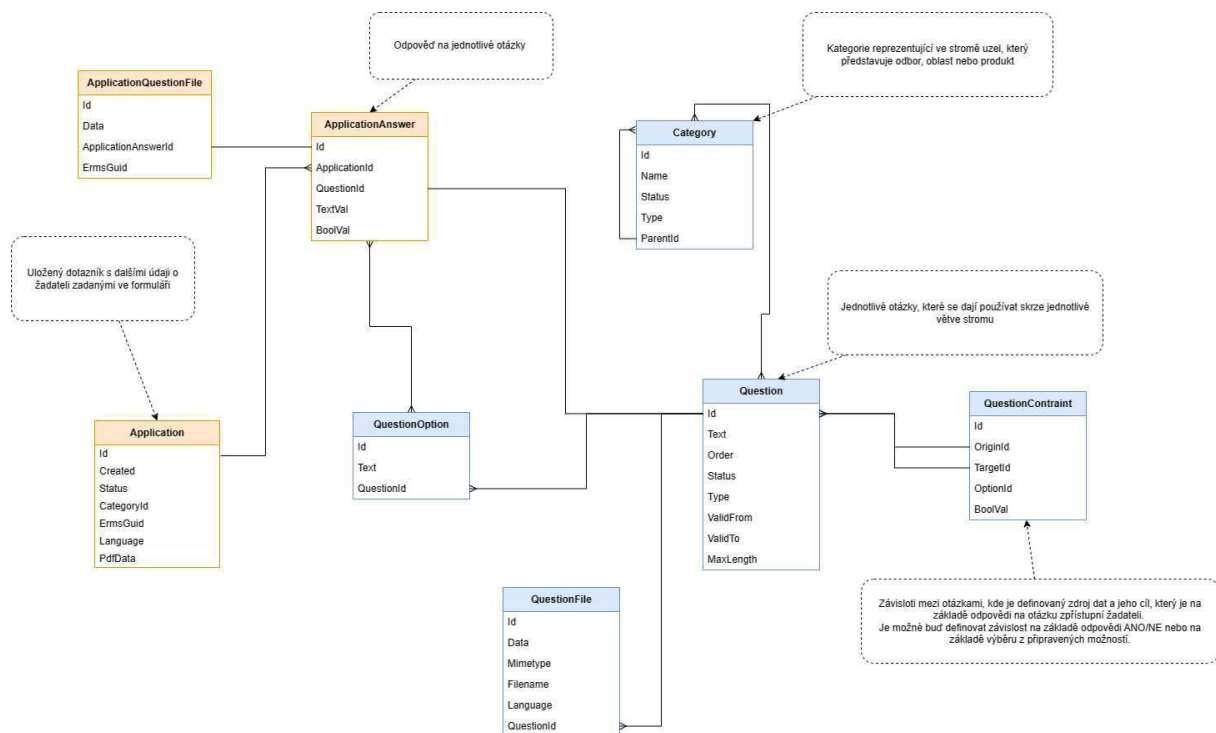 Odpověď na jednotlivé otázky
Kategorie reprezentující ve stromě uzel, který
představuje odbor, oblast nebo produkt
ApplicationQuestionFile
Id
Data
ApplicationAnswerId
ErmsGuid
ApplicationAnswer
Id
ApplicationId
QuestionId
TextVal
BoolVal
Category
Id
Name
Status
Type
ParentId
Uložený dotazník s dalšími údaji o
žadateli zadanými ve formuláři
Jednotlivé otázky, které se dají používat skrze jednotlivé
větve stromu
Application
Id
Created
Status
CategoryId
ErmsGuid
Language
PdfData
QuestionOption
Id
Text
QuestionId
Question
Id
Text
Order
Status
Type
ValidFrom
ValidTo
MaxLength
QuestionContraint
Id
OriginId
TargetId
OptionId
BoolVal
QuestionFile
Id
Data
Mimetype
Filename
Language
QuestionId
Závisloti mezi otázkami, kde je definovaný zdroj dat a jeho cíl, který je na
základě odpovědi na otázku zpřístupní žadateli.
Je možné buď definovat závislost na základě odpovědi ANO/NE nebo na
základě výběru z připravených možností.